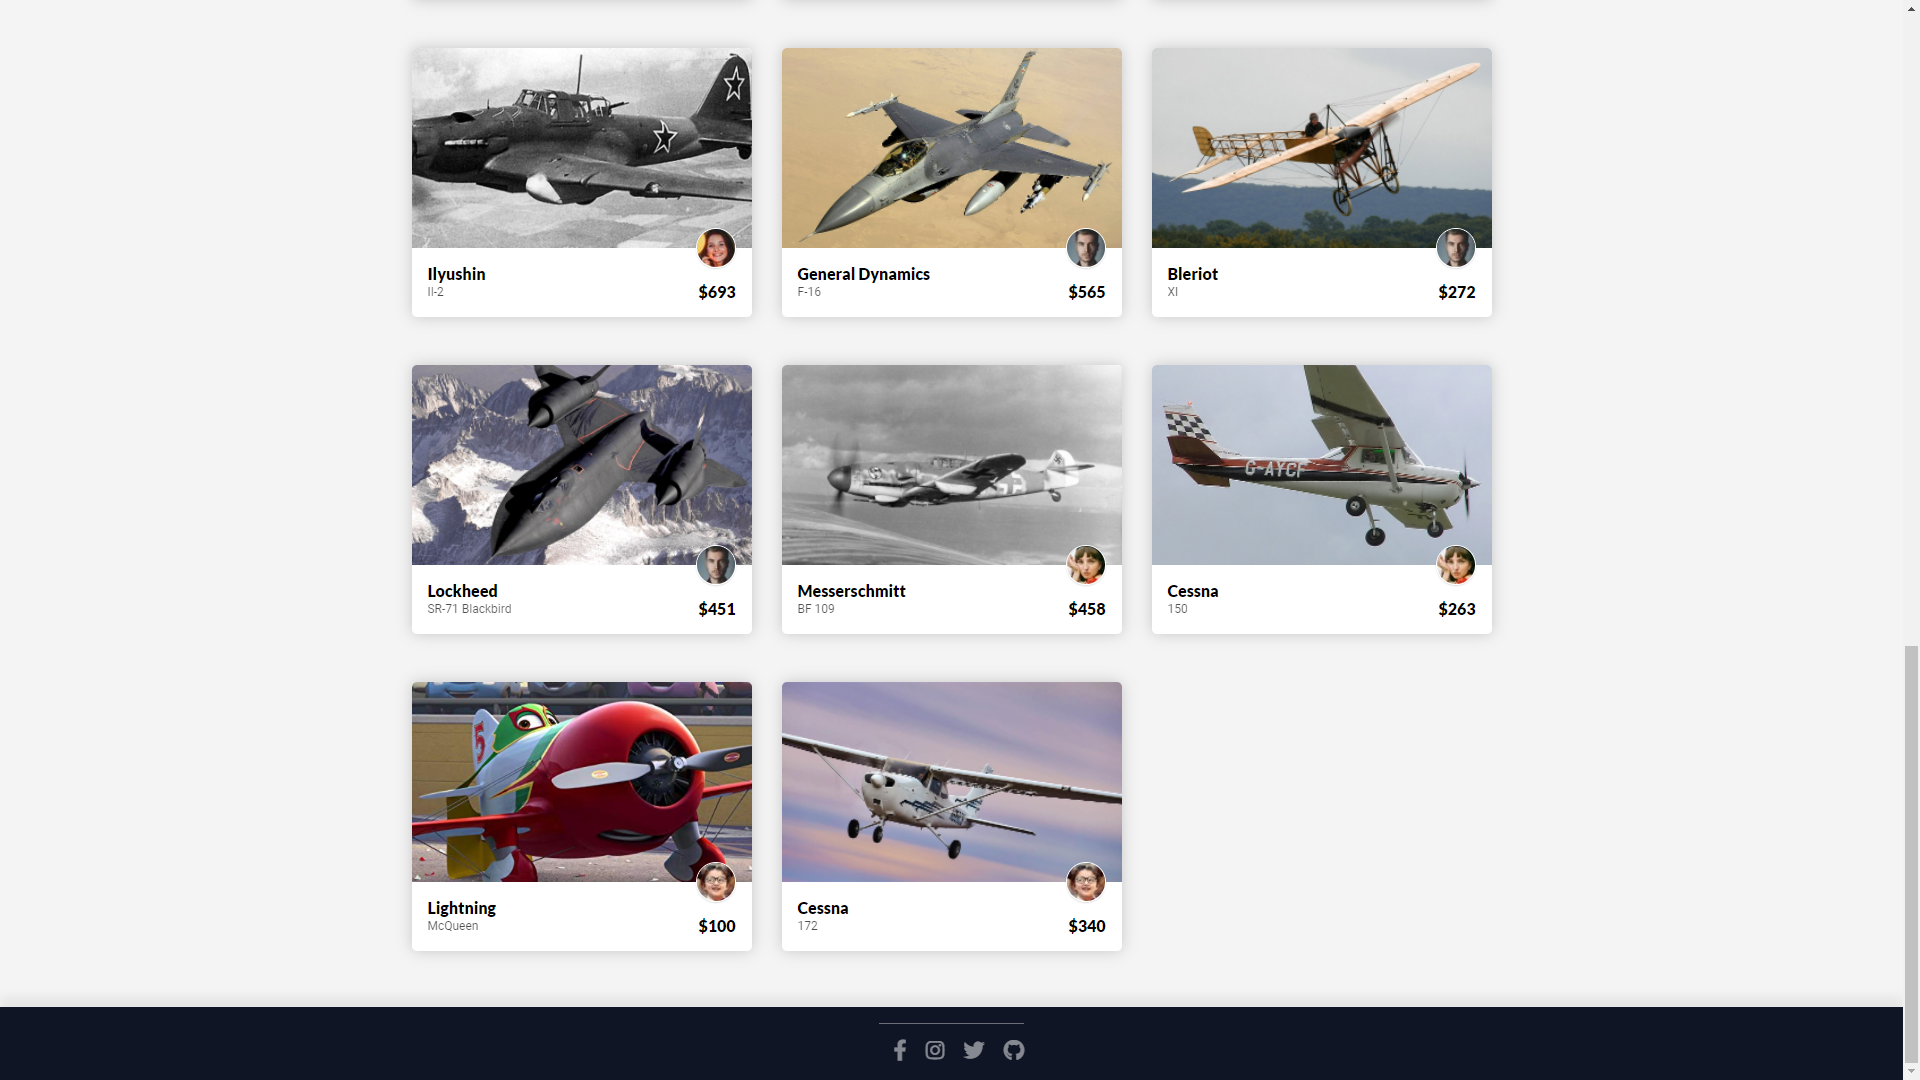 Ilyushin
Il-2
$693
General Dynamics
F-16
$565
Bleriot
XI
$272
G-AYCF
Lockheed
SR-71 Blackbird
$451
Messerschmitt
BF 109
$458
Cessna
150
$263
5
Lightning
McQueen
$100
Cessna
172
$340